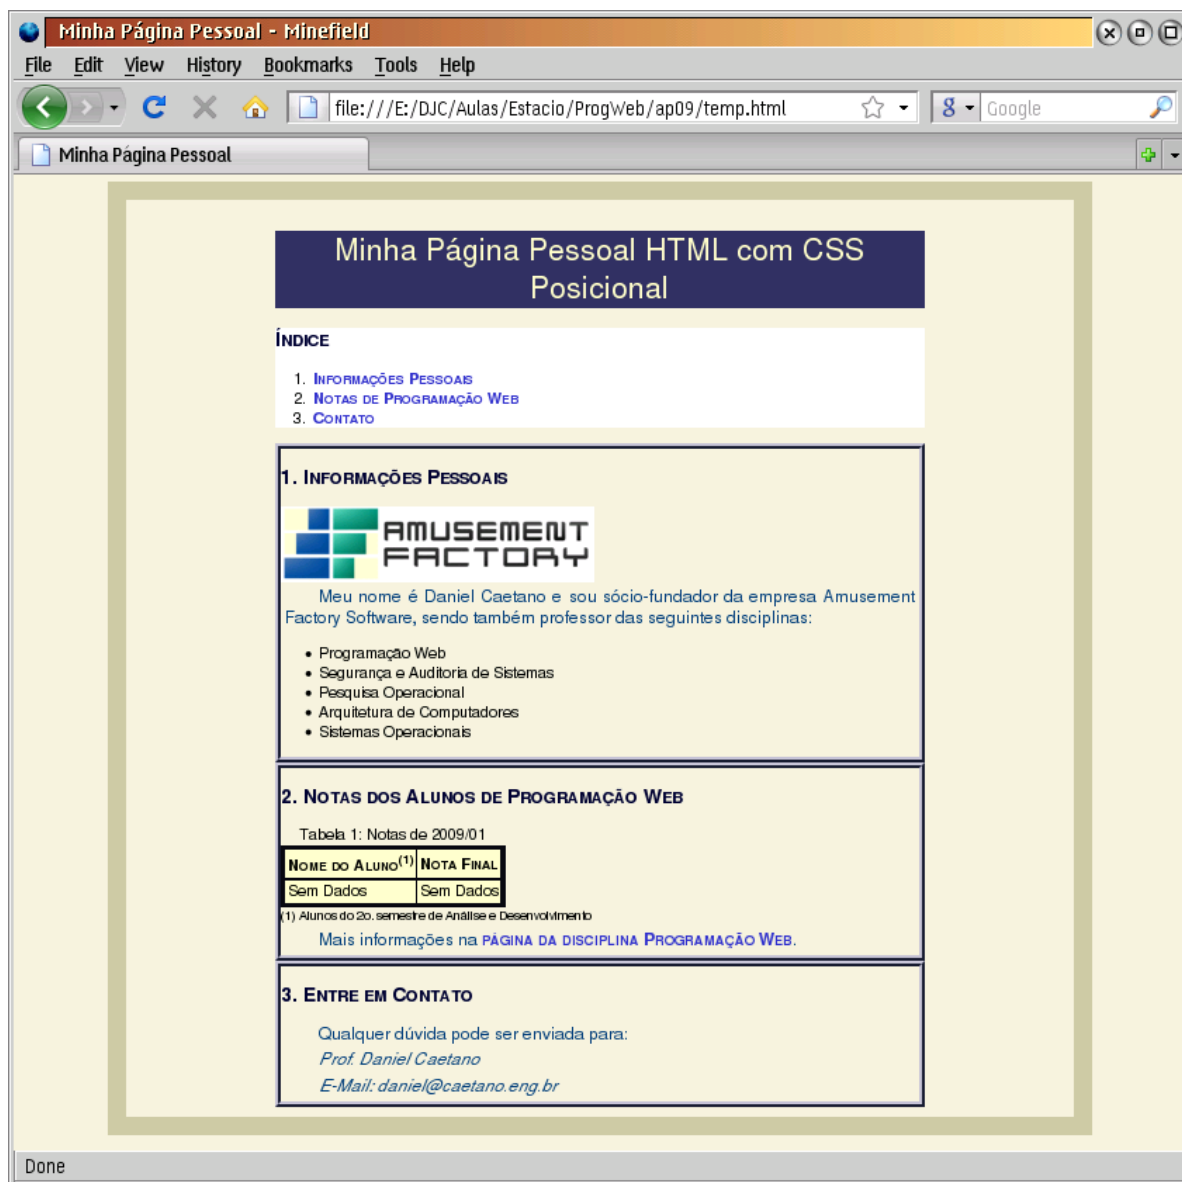 Minha Página Pessoal - Minefield
File Edit View History Bookmarks Tools Help
file:///E:/DJC/Aulas/Estacio/ProgWeb/ap09/temp.html 8 Google
Minha Página Pessoal
Minha Página Pessoal HTML com CSS
Posicional
Índice
1. Informações Pessoais
2. Notas de Programação Web
3. Contato
1. Informações Pessoais
AMUSEMENT
FACTORY
Meu nome é Daniel Caetano e sou sócio-fundador da empresa Amusement
Factory Software, sendo também professor das seguintes disciplinas:
• Programação Web
• Segurança e Auditoria de Sistemas
• Pesquisa Operacional
• Arquitetura de Computadores
• Sistemas Operacionais
2. Notas dos Alunos de Programação Web
Tabela 1: Notas de 2009/01
Nome do Aluno(1) Nota Final
Sem Dados Sem Dados
(1) Alunos do 2o. semestre de Análise e Desenvolvimento
Mais informações na página da disciplina Programação Web.
3. Entre em Contato
Qualquer dúvida pode ser enviada para:
Prof. Daniel Caetano
E-Mail: daniel@caetano.eng.br
Done